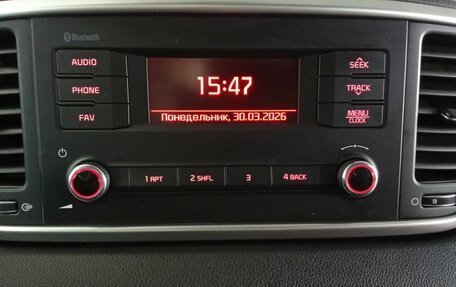 Bluetooth
AUDIO
PHONE
FAV
15:47
Понедельник, 30.03.2026
SEEK
TRACK
MENU
CLOCK
1 RPT
2 SHFL
3
4 BACK